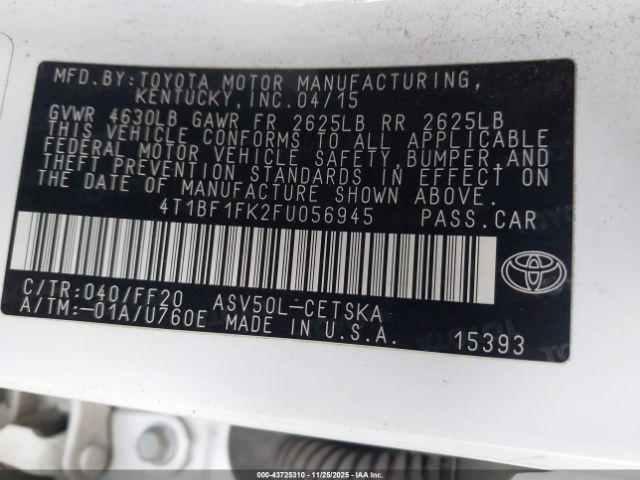 MFD.BY:TOYOTA MOTOR MANUFACTURING,
KENTUCKY,INC.04/15
GVWR 4630LB GAWR FR 2625LB RR 2625LB
THIS VEHICLE CONFORMS TO ALL APPLICABLE
FEDERAL MOTOR VEHICLE SAFETY,BUMPER,AND
THEFT PREVENTION STANDARDS IN EFFECT ON
THE DATE OF MANUFACTURE SHOWN ABOVE.
4T1BF1FK2FU056945 PASS.CAR
C/TR:040/FF20 ASV50L-CETSKA
A/TM:-01A/U760E MADE IN U.S.A. 15393
000-43725310 - 11/25/2025 - IAA Inc.